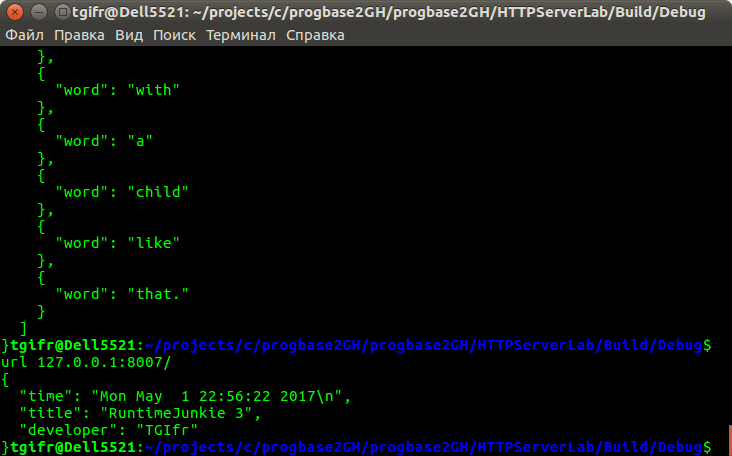 tgifr@Dell5521: ~/projects/c/progbase2GH/progbase2GH/HTTPServerLab/Build/Debug
Файл Правка Вид Поиск Терминал Справка
    },
    {
      "word": "with"
    },
    {
      "word": "a"
    },
    {
      "word": "child"
    },
    {
      "word": "like"
    },
    {
      "word": "that."
    }
  ]
}tgifr@Dell5521:~/projects/c/progbase2GH/progbase2GH/HTTPServerLab/Build/Debug$
url 127.0.0.1:8007/
{
  "time": "Mon May  1 22:56:22 2017\n",
  "title": "RuntimeJunkie 3",
  "developer": "TGIfr"
}tgifr@Dell5521:~/projects/c/progbase2GH/progbase2GH/HTTPServerLab/Build/Debug$